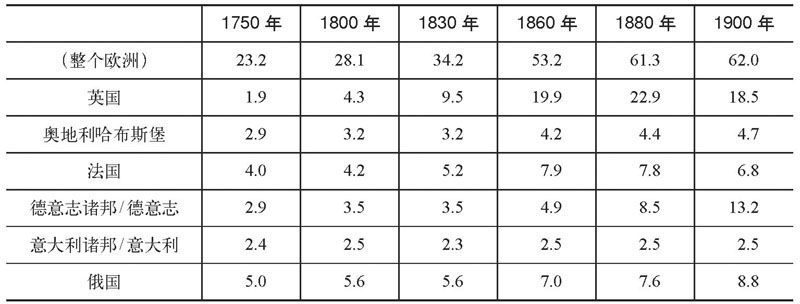 1750 年 1800 年 1830 年 1860 年 1880 年 1900 年
（整个欧洲） 23.2 28.1 34.2 53.2 61.3 62.0
英国 1.9 4.3 9.5 19.9 22.9 18.5
奥地利哈布斯堡 2.9 3.2 3.2 4.2 4.4 4.7
法国 4.0 4.2 5.2 7.9 7.8 6.8
德意志诸邦/德意志 2.9 3.5 3.5 4.9 8.5 13.2
意大利诸邦/意大利 2.4 2.5 2.3 2.5 2.5 2.5
俄国 5.0 5.6 5.6 7.0 7.6 8.8